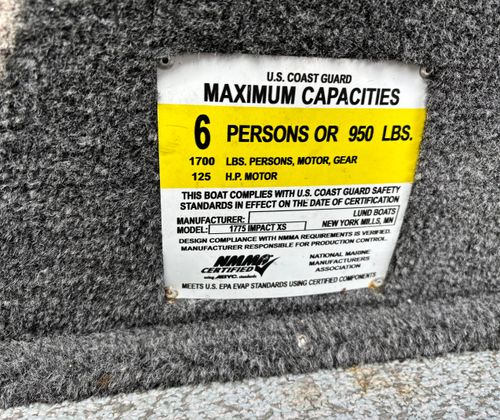 U.S. COAST GUARD
MAXIMUM CAPACITIES
6 PERSONS OR 950 LBS.
1700 LBS. PERSONS, MOTOR, GEAR
125 H.P. MOTOR
THIS BOAT COMPLIES WITH U.S. COAST GUARD SAFETY
STANDARDS IN EFFECT ON THE DATE OF CERTIFICATION
MANUFACTURER: LUND BOATS
MODEL: 1775 IMPACT XS NEW YORK MILLS, MN
DESIGN COMPLIANCE WITH NMMA REQUIREMENTS IS VERIFIED.
MANUFACTURER RESPONSIBLE FOR PRODUCTION CONTROL.
NMMA
CERTIFIED
using ABYC standards
NATIONAL MARINE
MANUFACTURERS
ASSOCIATION
MEETS U.S. EPA EVAP STANDARDS USING CERTIFIED COMPONENTS